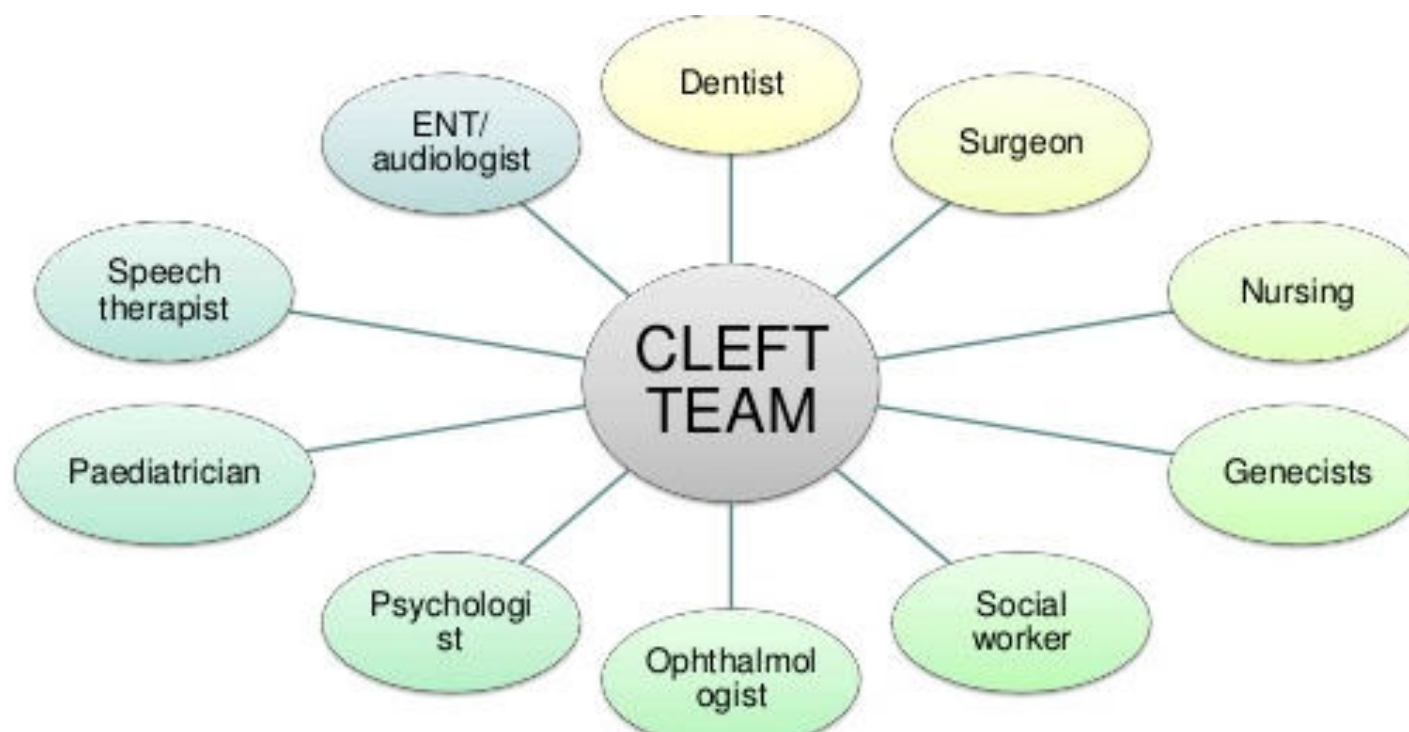 Dentist
ENT/
audiologist
Surgeon
Speech
therapist
Nursing
CLEFT
TEAM
Paediatrician
Genecists
Psychologi
st
Social
worker
Ophthalmol
ogist